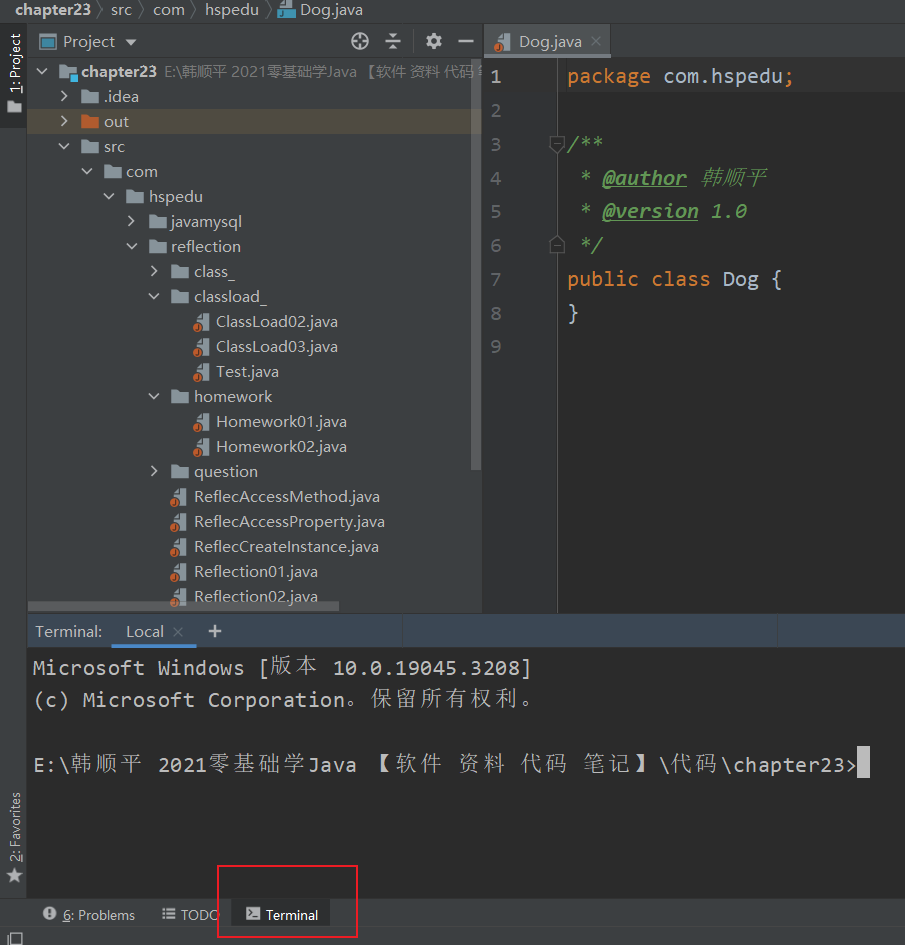 chapter23 src com hspedu Dog.java
1: Project
Project
Dog.java
chapter23 E:\韩顺平 2021零基础学Java 【软件 资料 代码
.idea
out
src
com
hspedu
javamysql
reflection
class_
classload_
ClassLoad02.java
ClassLoad03.java
Test.java
homework
Homework01.java
Homework02.java
question
ReflecAccessMethod.java
ReflecAccessProperty.java
ReflecCreateInstance.java
Reflection01.java
Reflection02.java
1 package com.hspedu;
2
3 /**
4 * @author 韩顺平
5 * @version 1.0
6 */
7 public class Dog {
8 }
9
Terminal: Local +
Microsoft Windows [版本 10.0.19045.3208]
(c) Microsoft Corporation。保留所有权利。
E:\韩顺平 2021零基础学Java 【软件 资料 代码 笔记】\代码\chapter23>
2: Favorites
6: Problems TODO Terminal